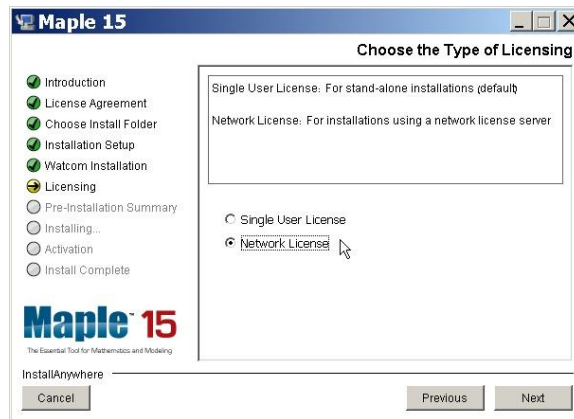 Maple 15
Choose the Type of Licensing
Introduction
License Agreement
Choose Install Folder
Installation Setup
Watcom Installation
Licensing
Pre-Installation Summary
Installing...
Activation
Install Complete
Single User License: For stand-alone installations (default)
Network License: For installations using a network license server
Single User License
Network License
Maple™ 15
The Essential Tool for Mathematics and Modeling
InstallAnywhere
Cancel
Previous
Next